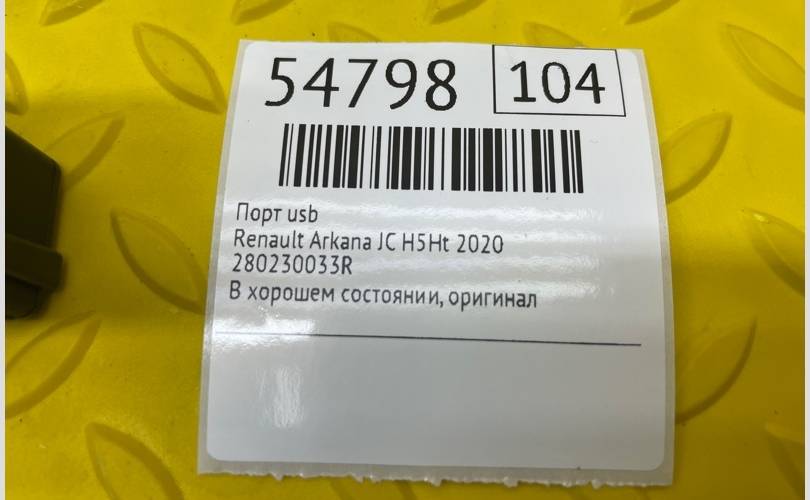 54798 104
Порт usb
Renault Arkana JC H5Ht 2020
280230033R
В хорошем состоянии, оригинал